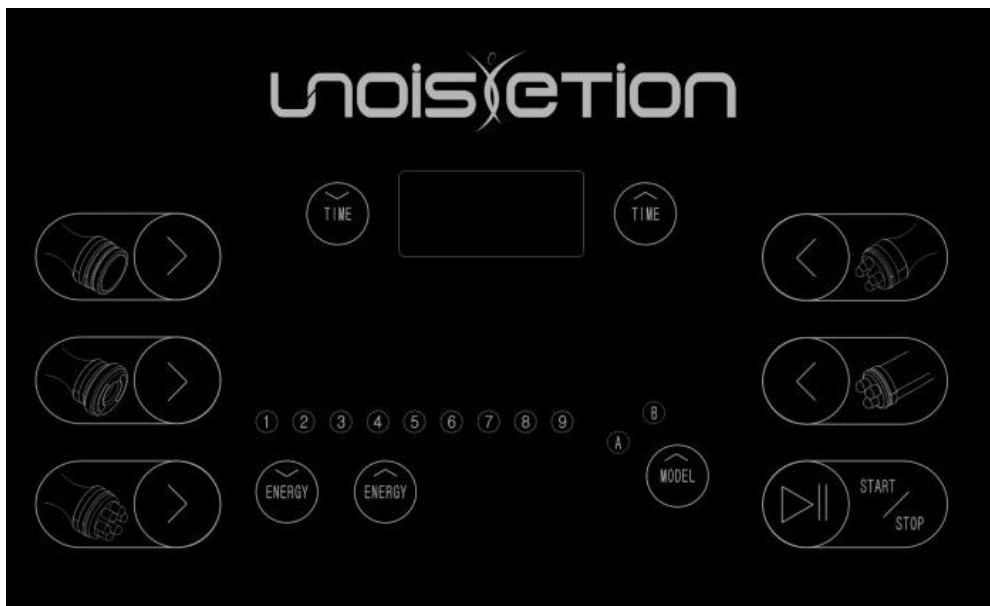 unoisetion
TIME
TIME
1 2 3 4 5 6 7 8 9
B
A
ENERGY
ENERGY
MODEL
START
STOP